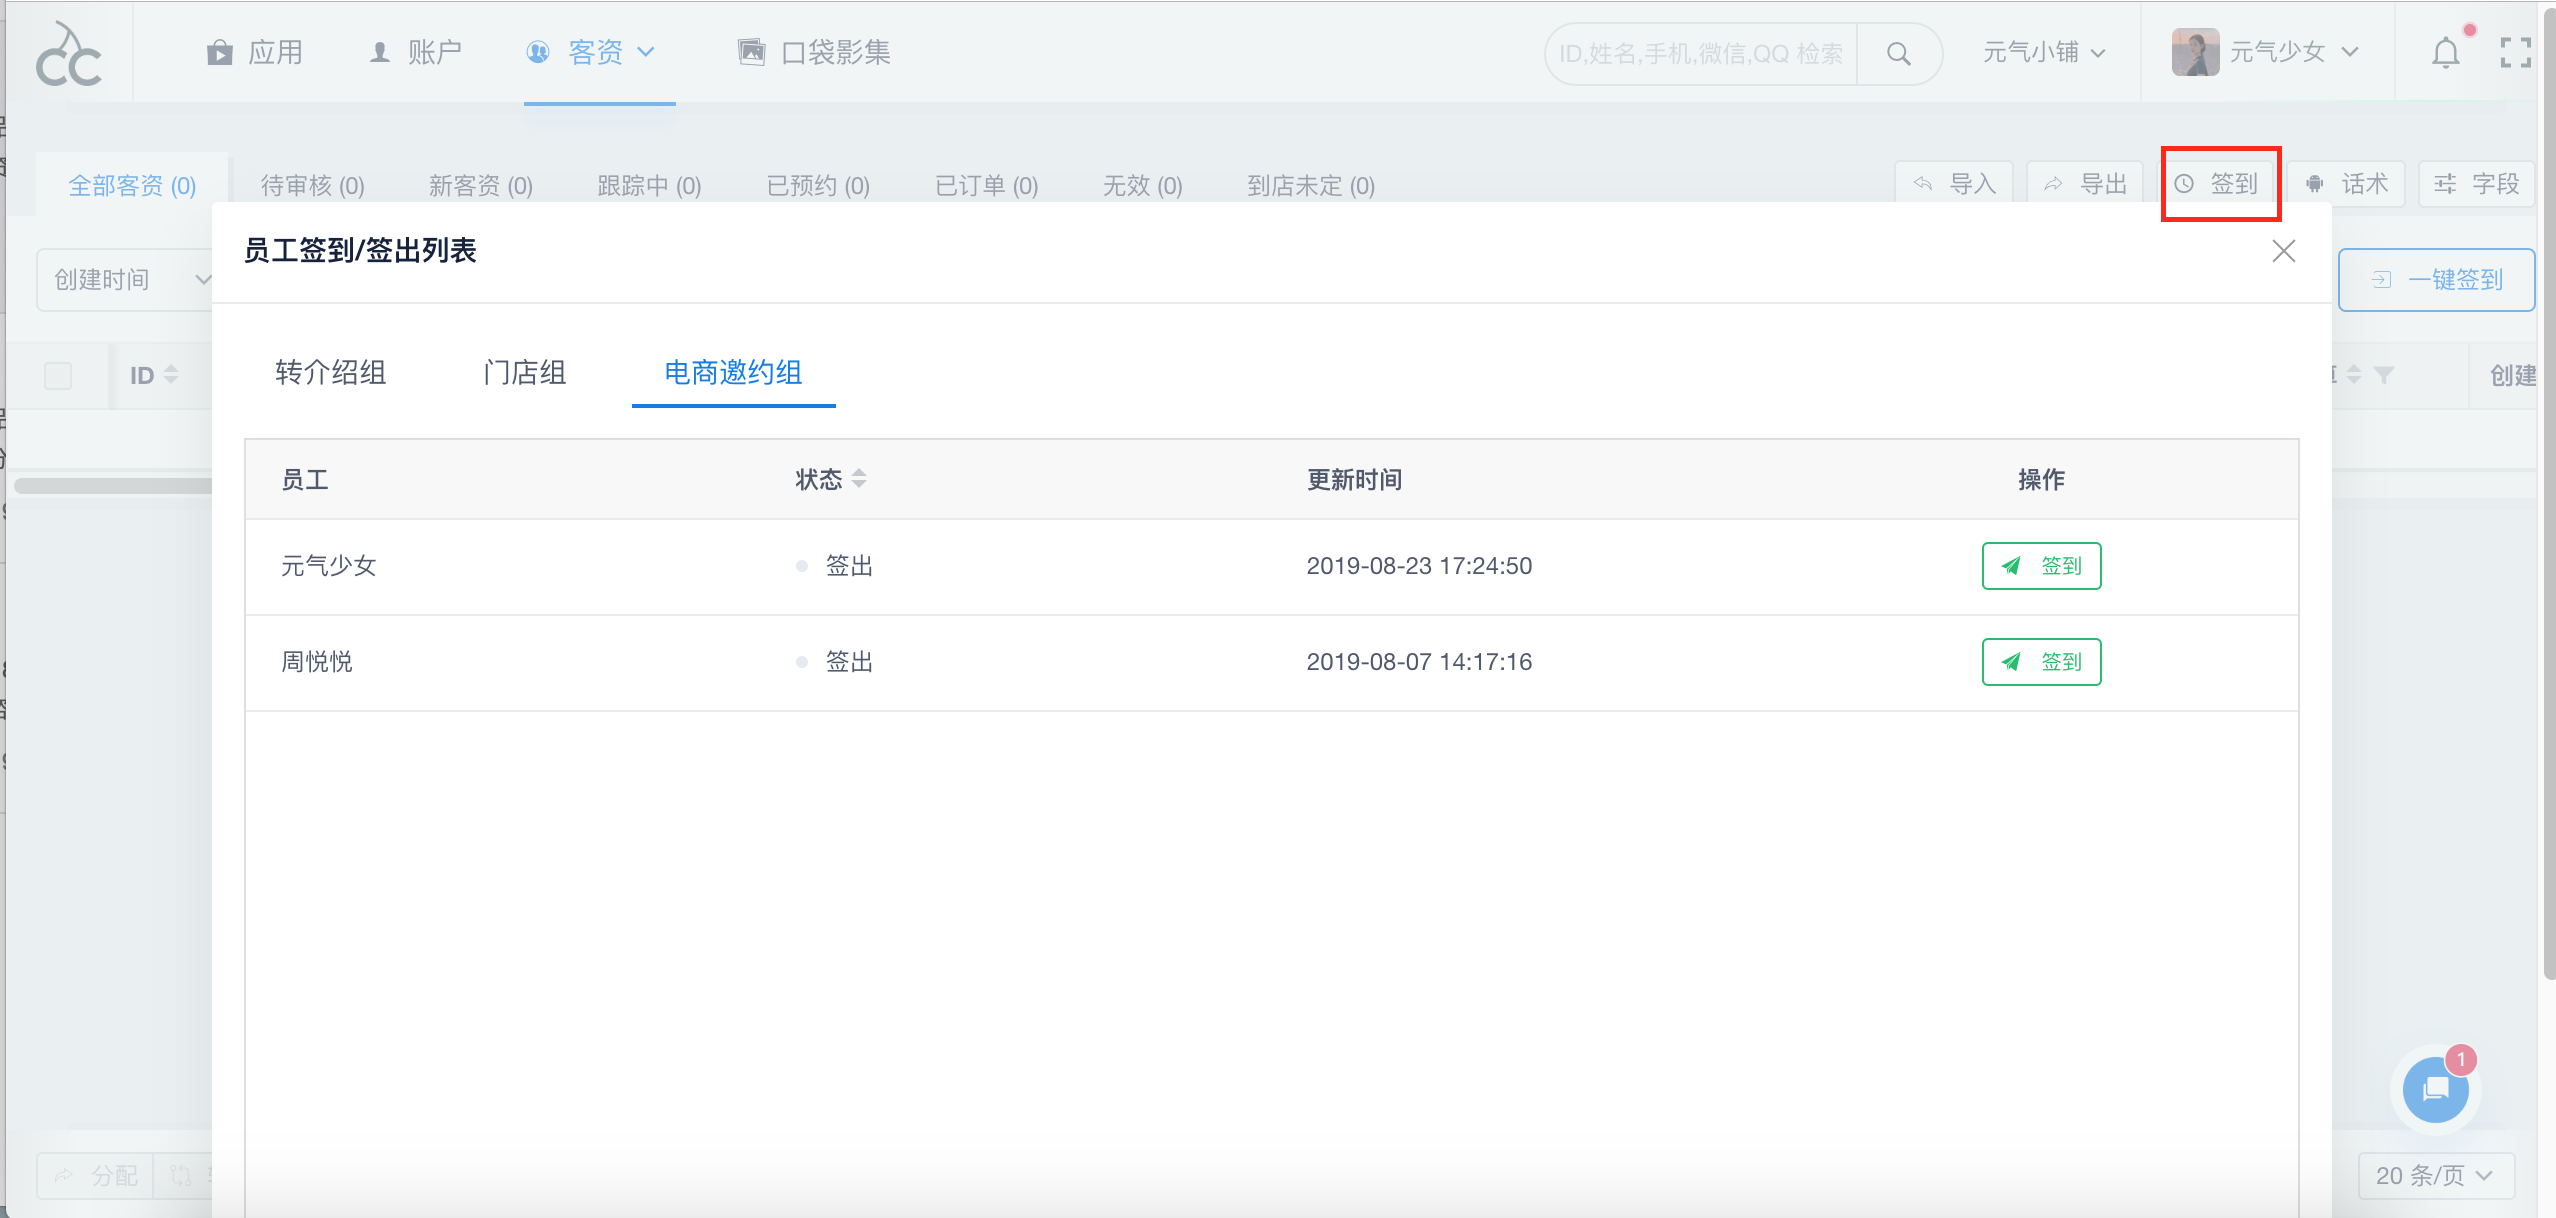 CC
应用
账户
客资
口袋影集
ID,姓名,手机,微信,QQ 检索
元气小铺
元气少女
全部客资 (0)
待审核 (0)
新客资 (0)
跟踪中 (0)
已预约 (0)
已订单 (0)
无效 (0)
到店未定 (0)
导入
导出
签到
话术
字段
员工签到/签出列表
创建时间
一键签到
ID
创建
转介绍组
门店组
电商邀约组
员工
状态
更新时间
操作
元气少女
签出
2019-08-23 17:24:50
签到
周悦悦
签出
2019-08-07 14:17:16
签到
1
分配
20 条/页